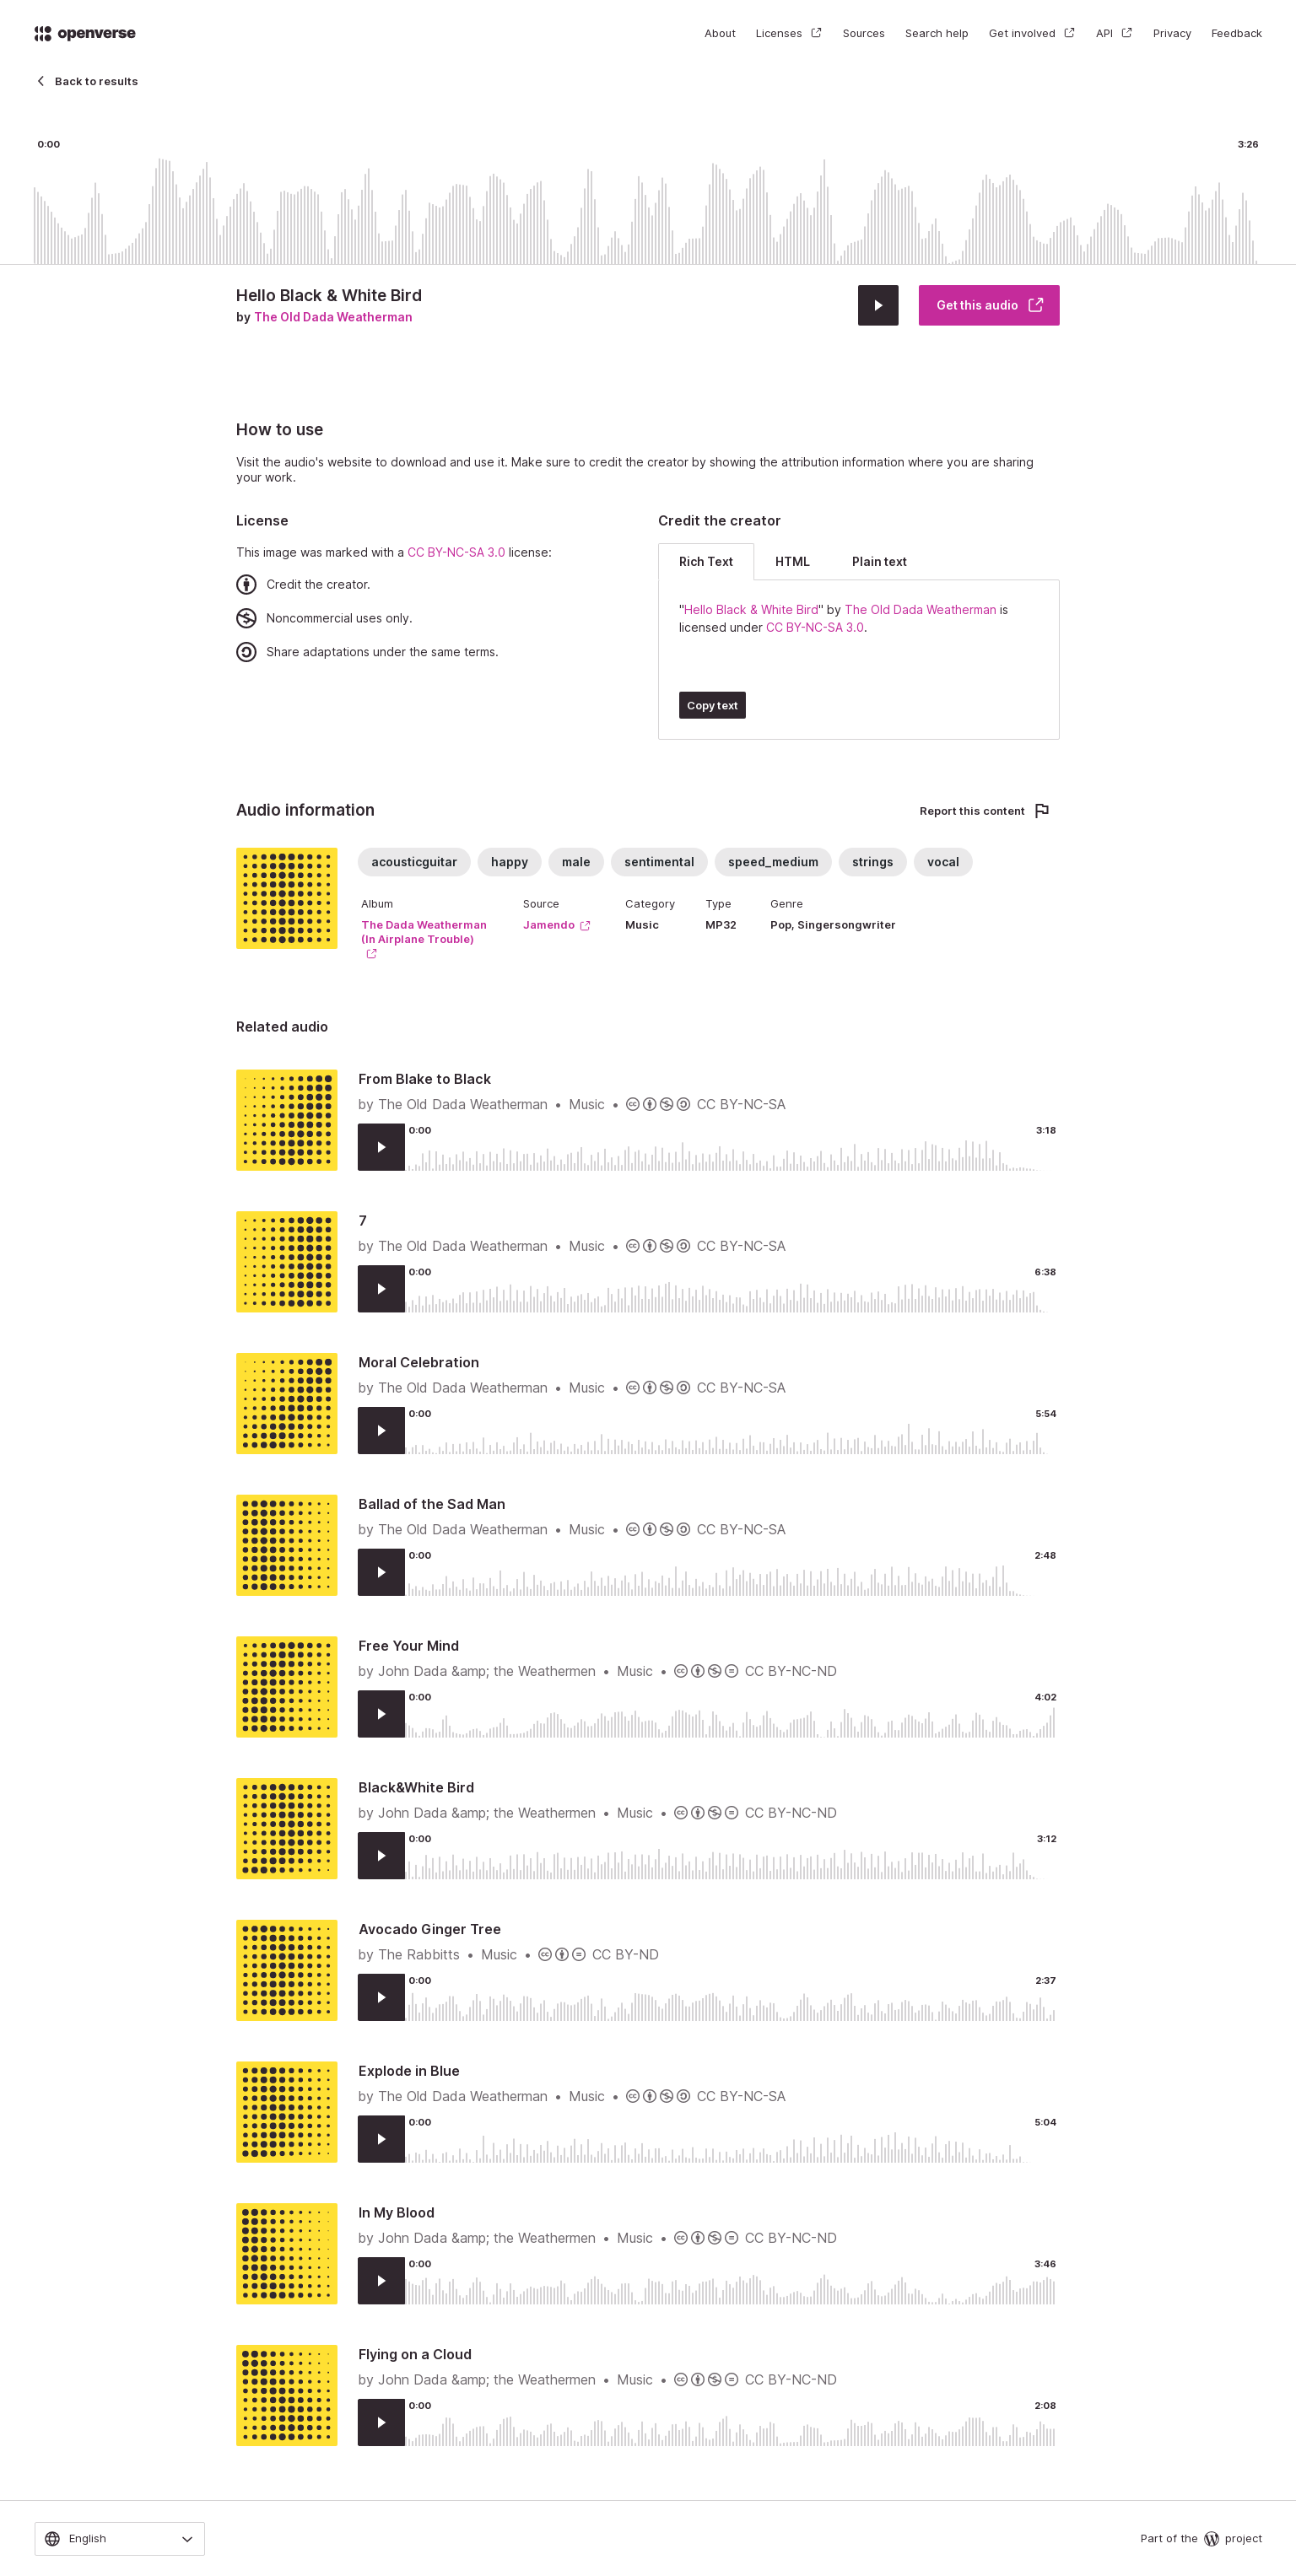 openverse
About Licenses Sources Search help Get involved API Privacy Feedback
Back to results
0:00 3:26
Hello Black & White Bird
by The Old Dada Weatherman
Get this audio
How to use
Visit the audio's website to download and use it. Make sure to credit the creator by showing the attribution information where you are sharing
your work.
License
This image was marked with a CC BY-NC-SA 3.0 license:
Credit the creator.
Noncommercial uses only.
Share adaptations under the same terms.
Credit the creator
Rich Text HTML Plain text
"Hello Black & White Bird" by The Old Dada Weatherman is
licensed under CC BY-NC-SA 3.0.
Copy text
Audio information
Report this content
acousticguitar happy male sentimental speed_medium strings vocal
Album Source Category Type Genre
The Dada Weatherman Jamendo Music MP32 Pop, Singersongwriter
(In Airplane Trouble)
Related audio
From Blake to Black
by The Old Dada Weatherman • Music • CC BY-NC-SA
0:00 3:18
7
by The Old Dada Weatherman • Music • CC BY-NC-SA
0:00 6:38
Moral Celebration
by The Old Dada Weatherman • Music • CC BY-NC-SA
0:00 5:54
Ballad of the Sad Man
by The Old Dada Weatherman • Music • CC BY-NC-SA
0:00 2:48
Free Your Mind
by John Dada &amp; the Weathermen • Music • CC BY-NC-ND
0:00 4:02
Black&White Bird
by John Dada &amp; the Weathermen • Music • CC BY-NC-ND
0:00 3:12
Avocado Ginger Tree
by The Rabbitts • Music • CC BY-ND
0:00 2:37
Explode in Blue
by The Old Dada Weatherman • Music • CC BY-NC-SA
0:00 5:04
In My Blood
by John Dada &amp; the Weathermen • Music • CC BY-NC-ND
0:00 3:46
Flying on a Cloud
by John Dada &amp; the Weathermen • Music • CC BY-NC-ND
0:00 2:08
English
Part of the project